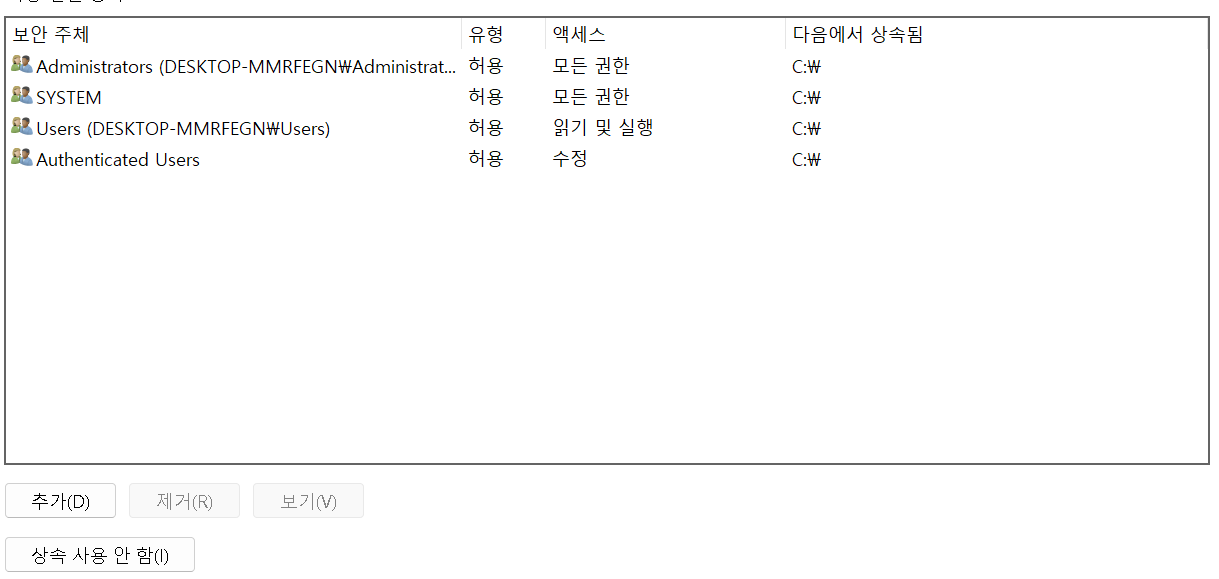 보안 주체 유형 액세스 다음에서 상속됨
Administrators (DESKTOP-MMRFEGN₩Administrat... 허용 모든 권한 C:₩
SYSTEM 허용 모든 권한 C:₩
Users (DESKTOP-MMRFEGN₩Users) 허용 읽기 및 실행 C:₩
Authenticated Users 허용 수정 C:₩
추가(D) 제거(R) 보기(V)
상속 사용 안 함(I)